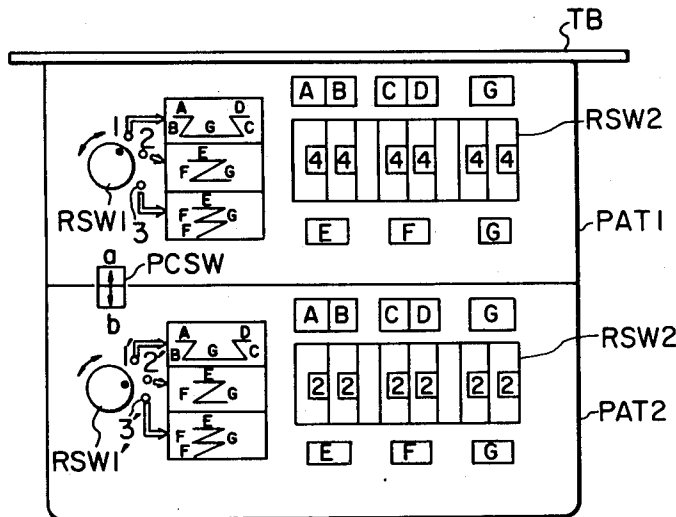 TB
A B C D G
RSW2
1
A D
B G C
2
E
F G
4 4 4 4 4 4
3
E
F G
F
RSW1
E F G
PAT1
a
PCSW
b
A B C D G
RSW2
1'
A D
B G C
2'
E
F G
2 2 2 2 2 2
3'
E
F G
F
RSW1'
E F G
PAT2